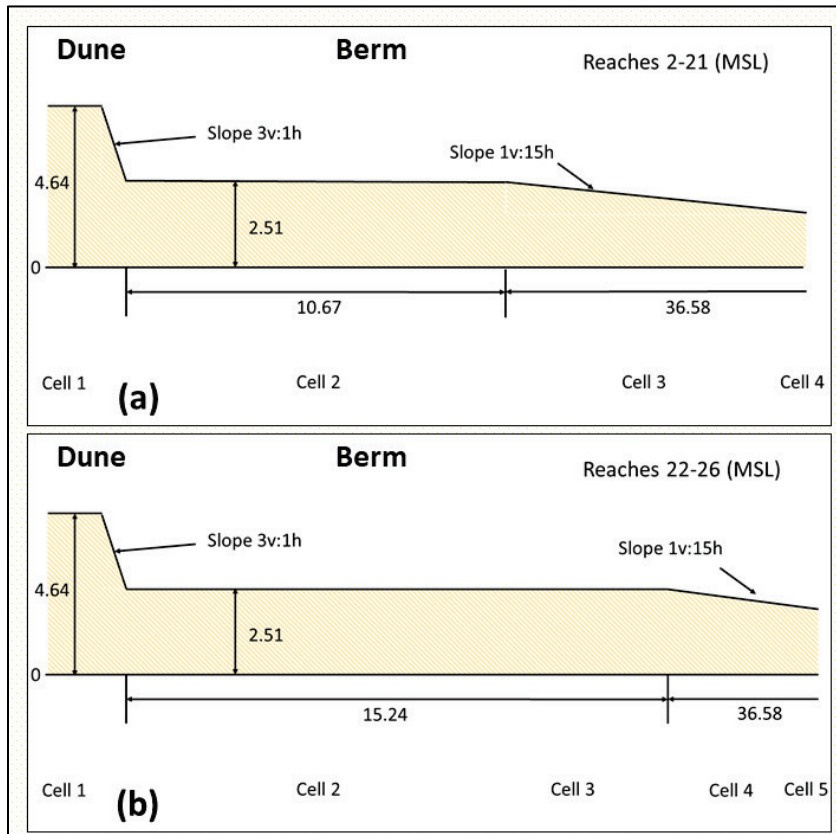 Dune Berm
Reaches 2-21 (MSL)
Slope 3v:1h
Slope 1v:15h
4.64
2.51
0
10.67 36.58
Cell 1 (a) Cell 2 Cell 3 Cell 4
Dune Berm
Reaches 22-26 (MSL)
Slope 3v:1h
Slope 1v:15h
4.64
2.51
0
15.24 36.58
Cell 1 (b) Cell 2 Cell 3 Cell 4 Cell 5